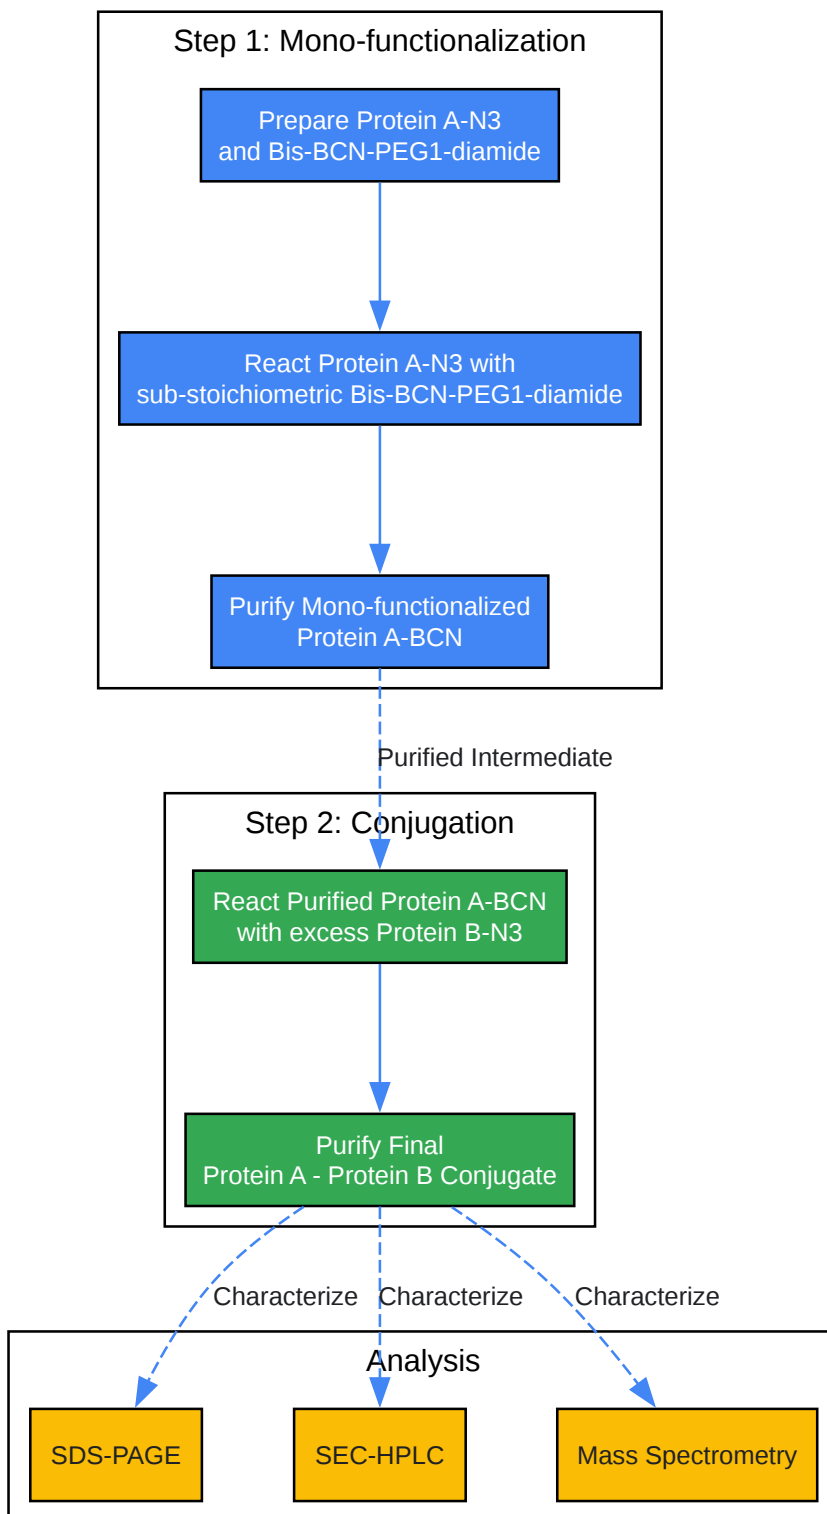 Step 1: Mono-functionalization
Prepare Protein A-N3
and Bis-BCN-PEG1-diamide
React Protein A-N3 with
sub-stoichiometric Bis-BCN-PEG1-diamide
Purify Mono-functionalized
Protein A-BCN
Purified Intermediate
Step 2: Conjugation
React Purified Protein A-BCN
with excess Protein B-N3
Purify Final
Protein A - Protein B Conjugate
Characterize
Characterize
Characterize
Analysis
SDS-PAGE
SEC-HPLC
Mass Spectrometry